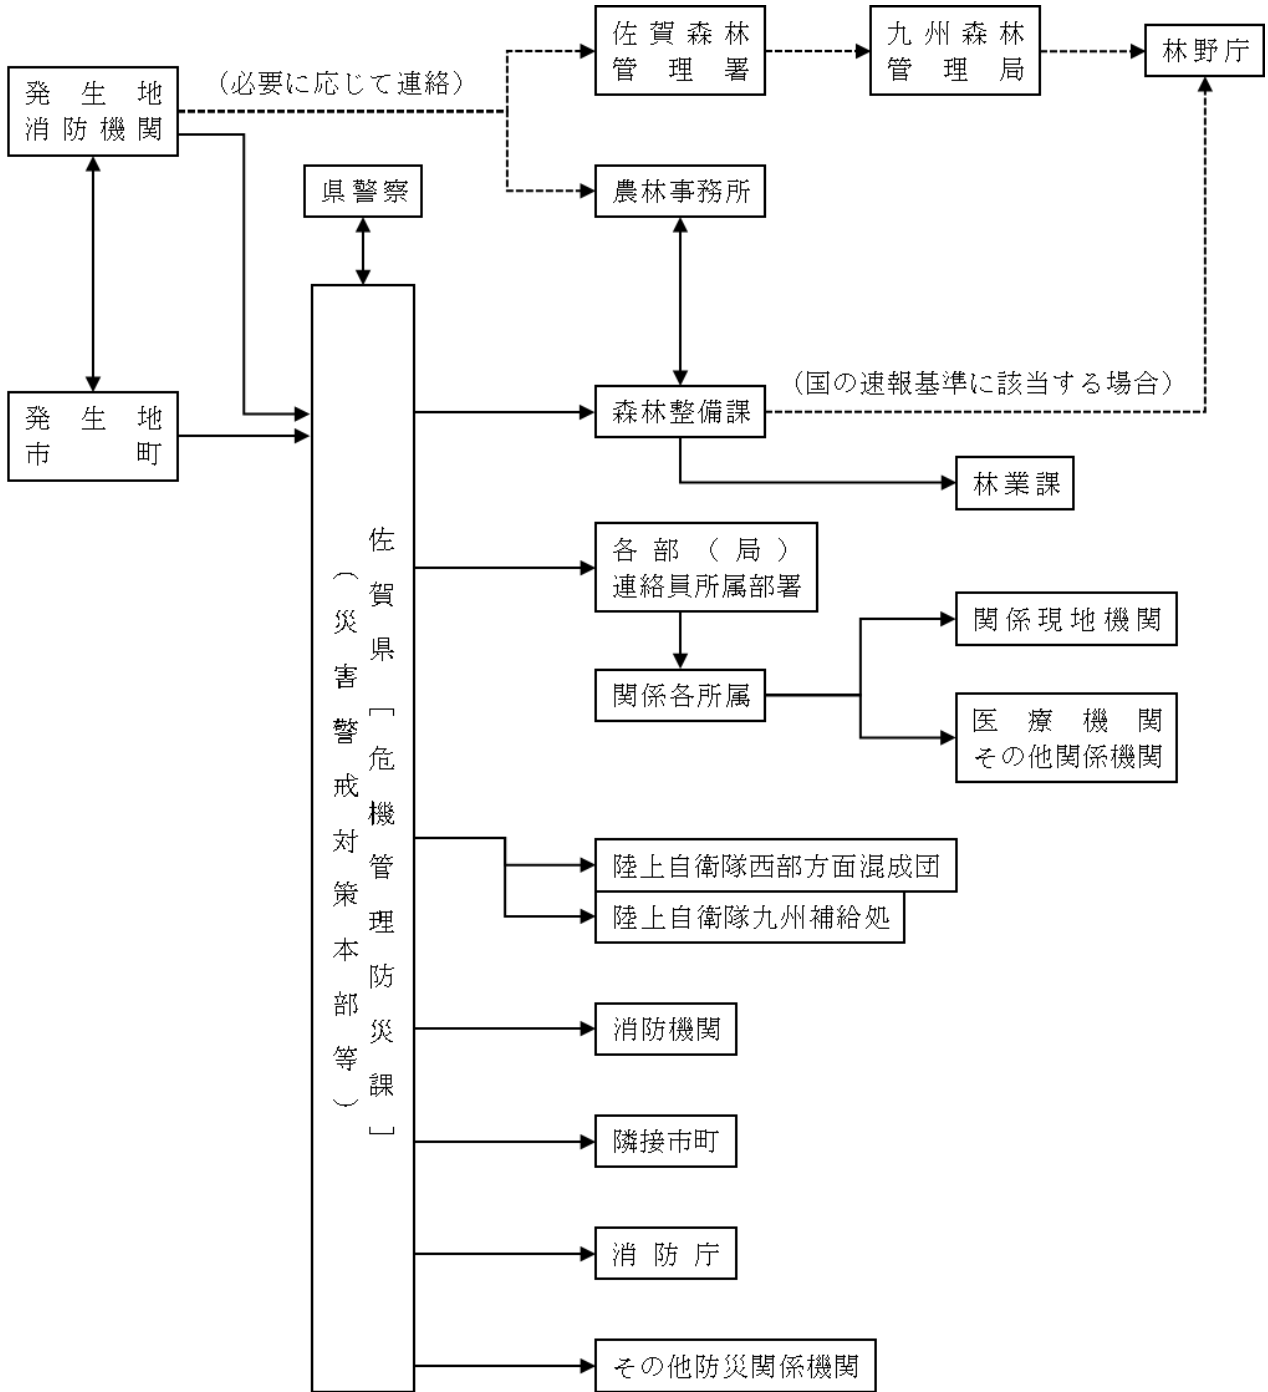 佐賀森林
管理署
九州森林
管理局
林野庁
発生地
消防機関
（必要に応じて連絡）
県警察
農林事務所
発生地
市町
森林整備課
（国の速報基準に該当する場合）
林業課
佐賀県［危機管理防災課］
（災害警戒対策本部等）
各部（局）
連絡員所属部署
関係現地機関
関係各所属
医療機関
その他関係機関
陸上自衛隊西部方面混成団
陸上自衛隊九州補給処
消防機関
隣接市町
消防庁
その他防災関係機関